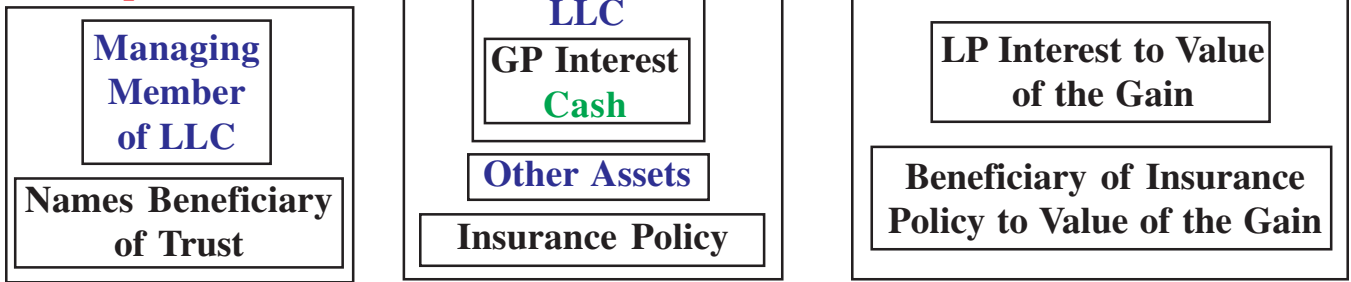 Managing
Member
of LLC
Names Beneficiary
of Trust
LLC
GP Interest
Cash
Other Assets
Insurance Policy
LP Interest to Value
of the Gain
Beneficiary of Insurance
Policy to Value of the Gain